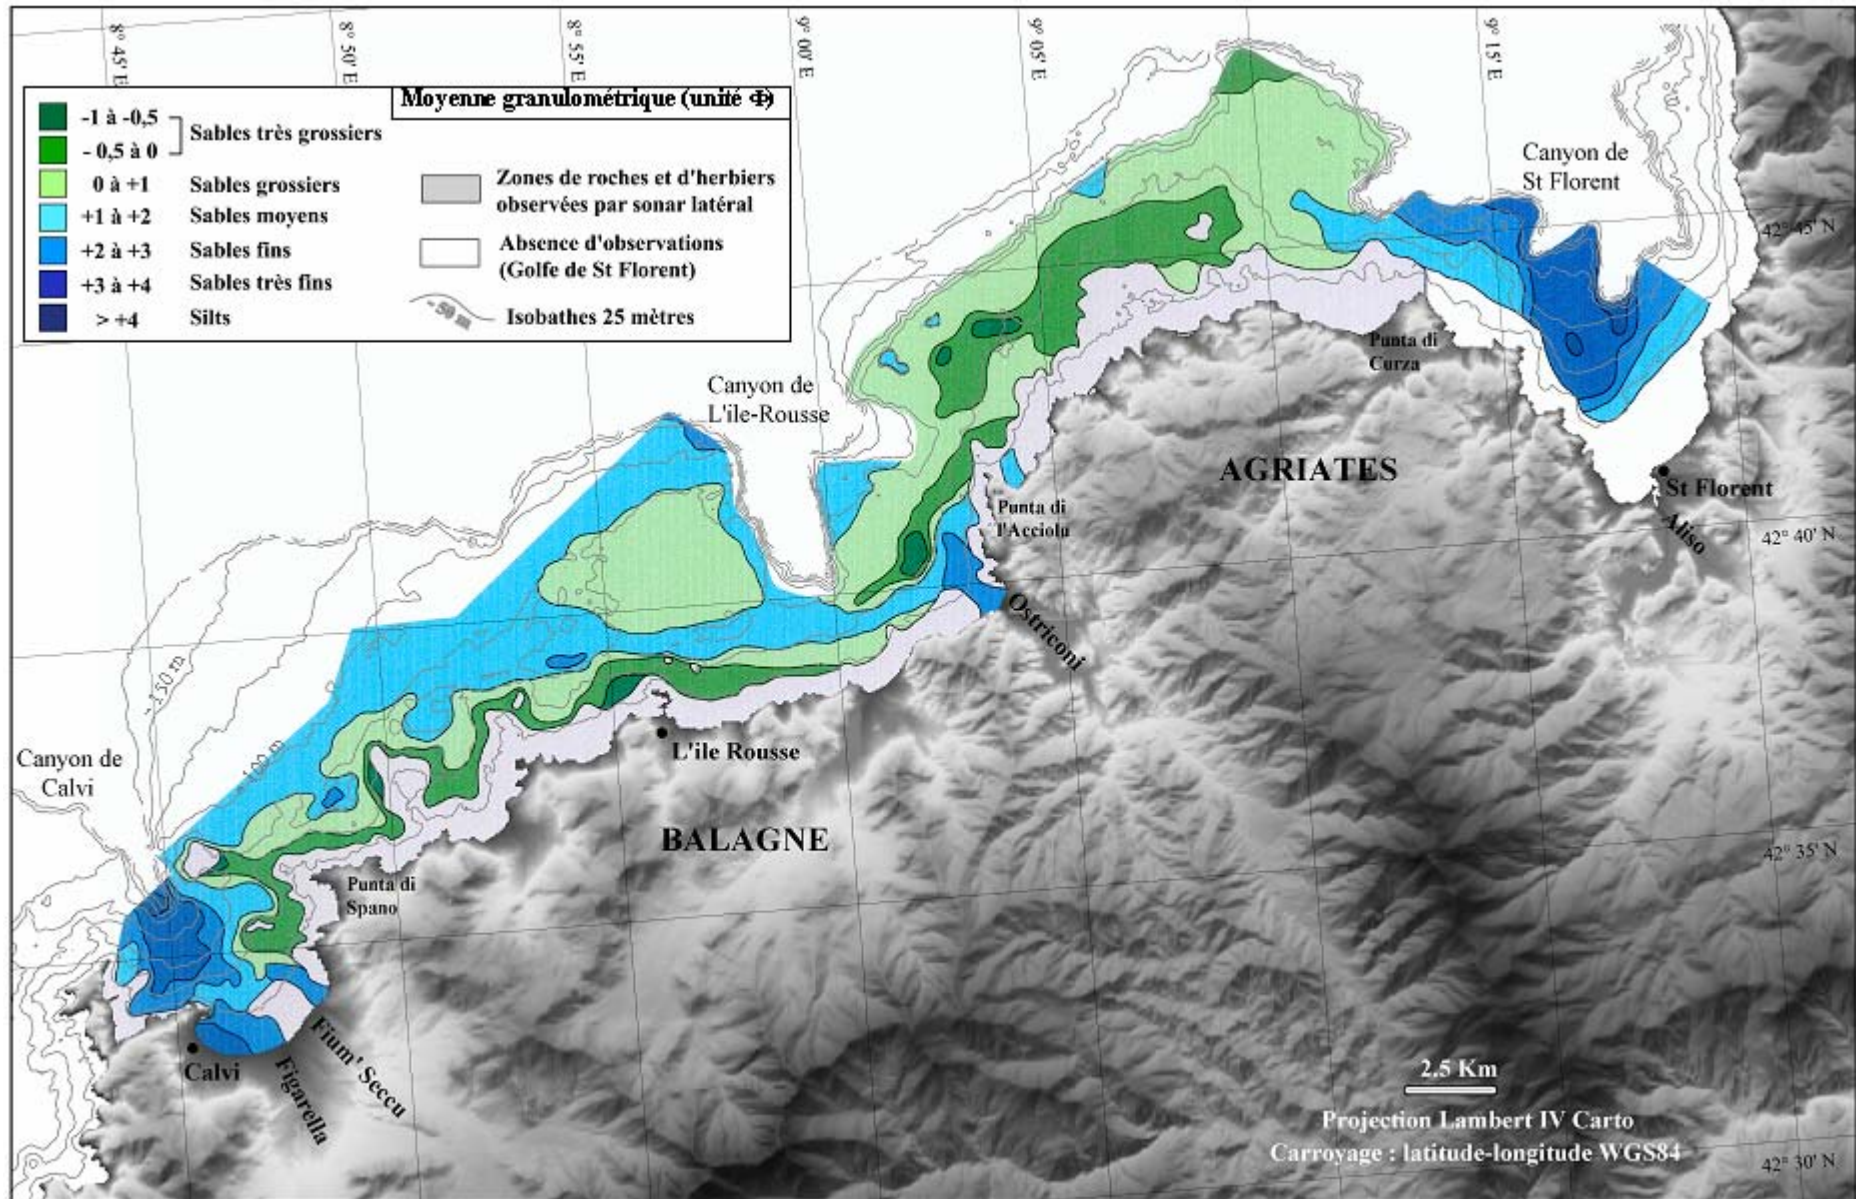 8° 45' E
8° 50' E
8° 55' E
9° 00' E
9° 05' E
9° 15' E
Moyenne granulométrique (unité Φ)
-1 à -0,5
- 0,5 à 0
Sables très grossiers
0 à +1 Sables grossiers
+1 à +2 Sables moyens
+2 à +3 Sables fins
+3 à +4 Sables très fins
> +4 Silts
Zones de roches et d'herbiers
observées par sonar latéral
Absence d'observations
(Golfe de St Florent)
- 50 m
Isobathes 25 mètres
Canyon de
St Florent
42° 45' N
Punta di
Curza
Canyon de
L'ile-Rousse
AGRIATES
St Florent
Aliso
Punta di
l'Acciolu
42° 40' N
Ostriconi
- 150 m
- 100 m
L'ile Rousse
Canyon de
Calvi
BALAGNE
42° 35' N
Punta di
Spano
Calvi
Figarella
Fium' Seccu
2.5 Km
Projection Lambert IV Carto
Carroyage : latitude-longitude WGS84
42° 30' N